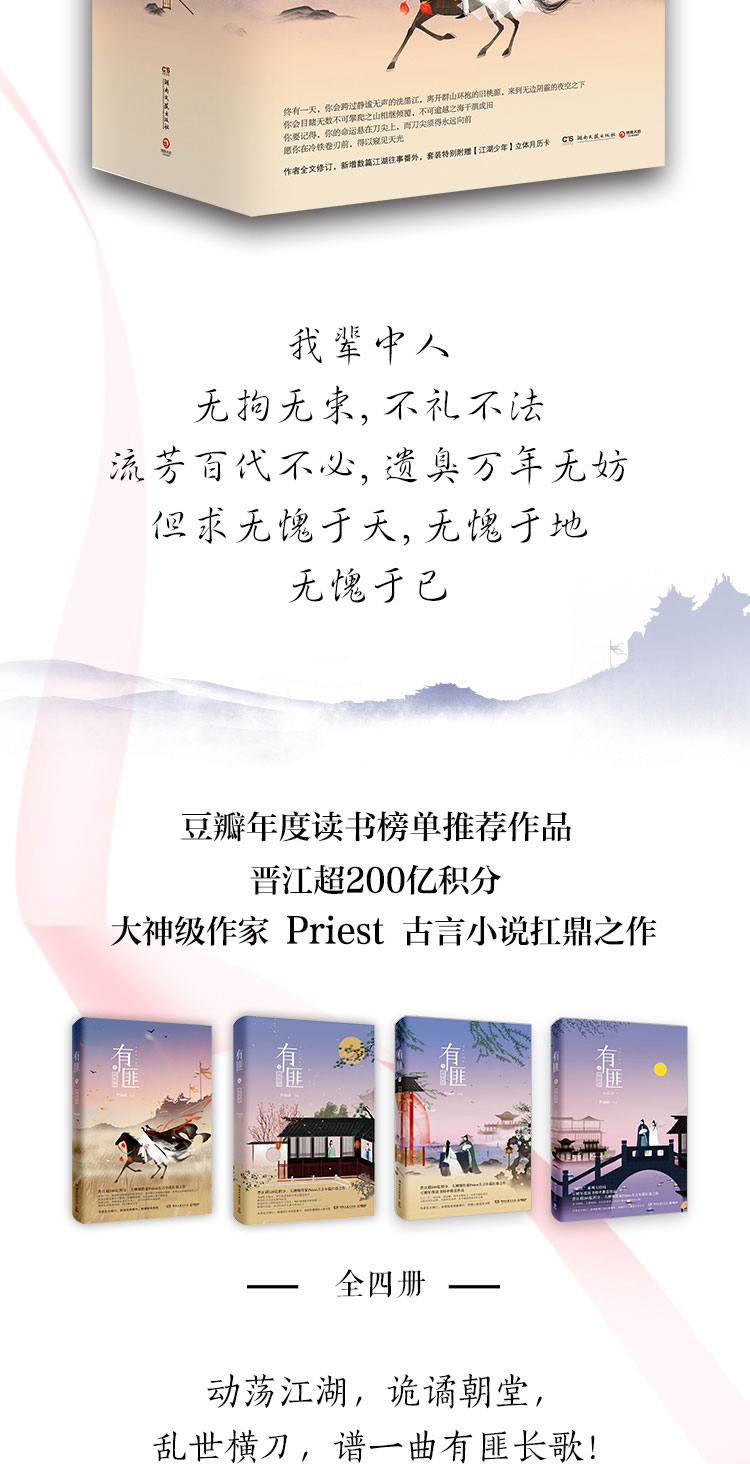 湖南文艺出版社
终有一天，你会跨过静谧无声的洗墨江，离开群山环抱的旧桃源，来到无边阴霾的夜空之下
你会目睹无数不可攀爬之山相继倾覆，不可逾越之海干涸成田
你要记得，你的命运悬在刀尖上，而刀尖须得永远向前
愿你在冷铁卷刃前，得以窥见天光
作者全文修订，新增数篇江湖往事番外，套装特别附赠【江湖少年】立体月历卡
湖南文艺出版社
我辈中人
无拘无束，不礼不法
流芳百代不必，遗臭万年无妨
但求无愧于天，无愧于地
无愧于已
豆瓣年度读书榜单推荐作品
晋江超200亿积分
大神级作家 Priest 古言小说扛鼎之作
有匪
Priest
有匪
Priest
有匪
Priest
有匪
Priest
全四册
动荡江湖，诡谲朝堂，
乱世横刀，谱一曲有匪长歌！